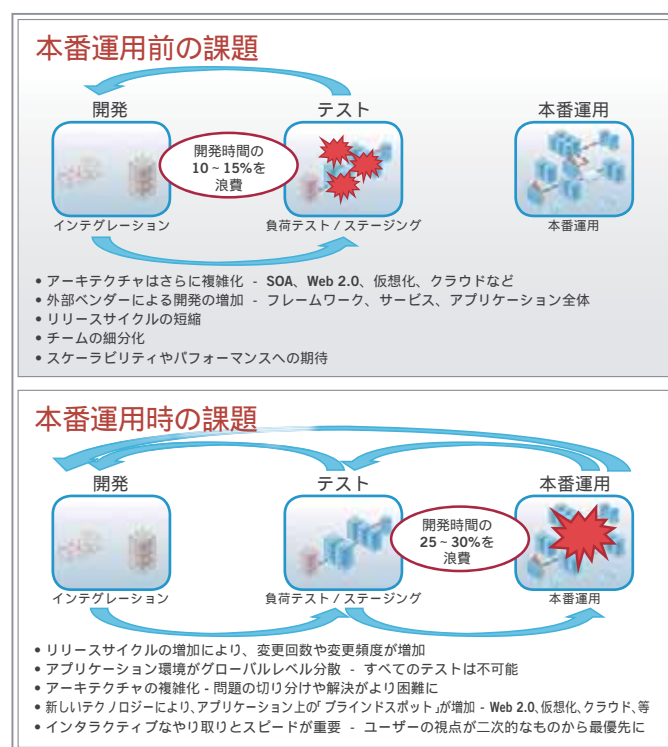 本番運用前の課題
開発
テスト
本番運用
開発時間の
10～15%を
浪費
インテグレーション
負荷テスト / ステージング
本番運用
• アーキテクチャはさらに複雑化 - SOA、Web 2.0、仮想化、クラウドなど
• 外部ベンダーによる開発の増加 - フレームワーク、サービス、アプリケーション全体
• リリースサイクルの短縮
• チームの細分化
• スケーラビリティやパフォーマンスへの期待
本番運用時の課題
開発
テスト
本番運用
開発時間の
25～30%を
浪費
インテグレーション
負荷テスト / ステージング
本番運用
• リリースサイクルの増加により、変更回数や変更頻度が増加
• アプリケーション環境がグローバルレベル分散 - すべてのテストは不可能
• アーキテクチャの複雑化 - 問題の切り分けや解決がより困難に
• 新しいテクノロジーにより、アプリケーション上の「ブラインドスポット」が増加 - Web 2.0、仮想化、クラウド、等
• インタラクティブなやり取りとスピードが重要 - ユーザーの視点が二次的なものから最優先に